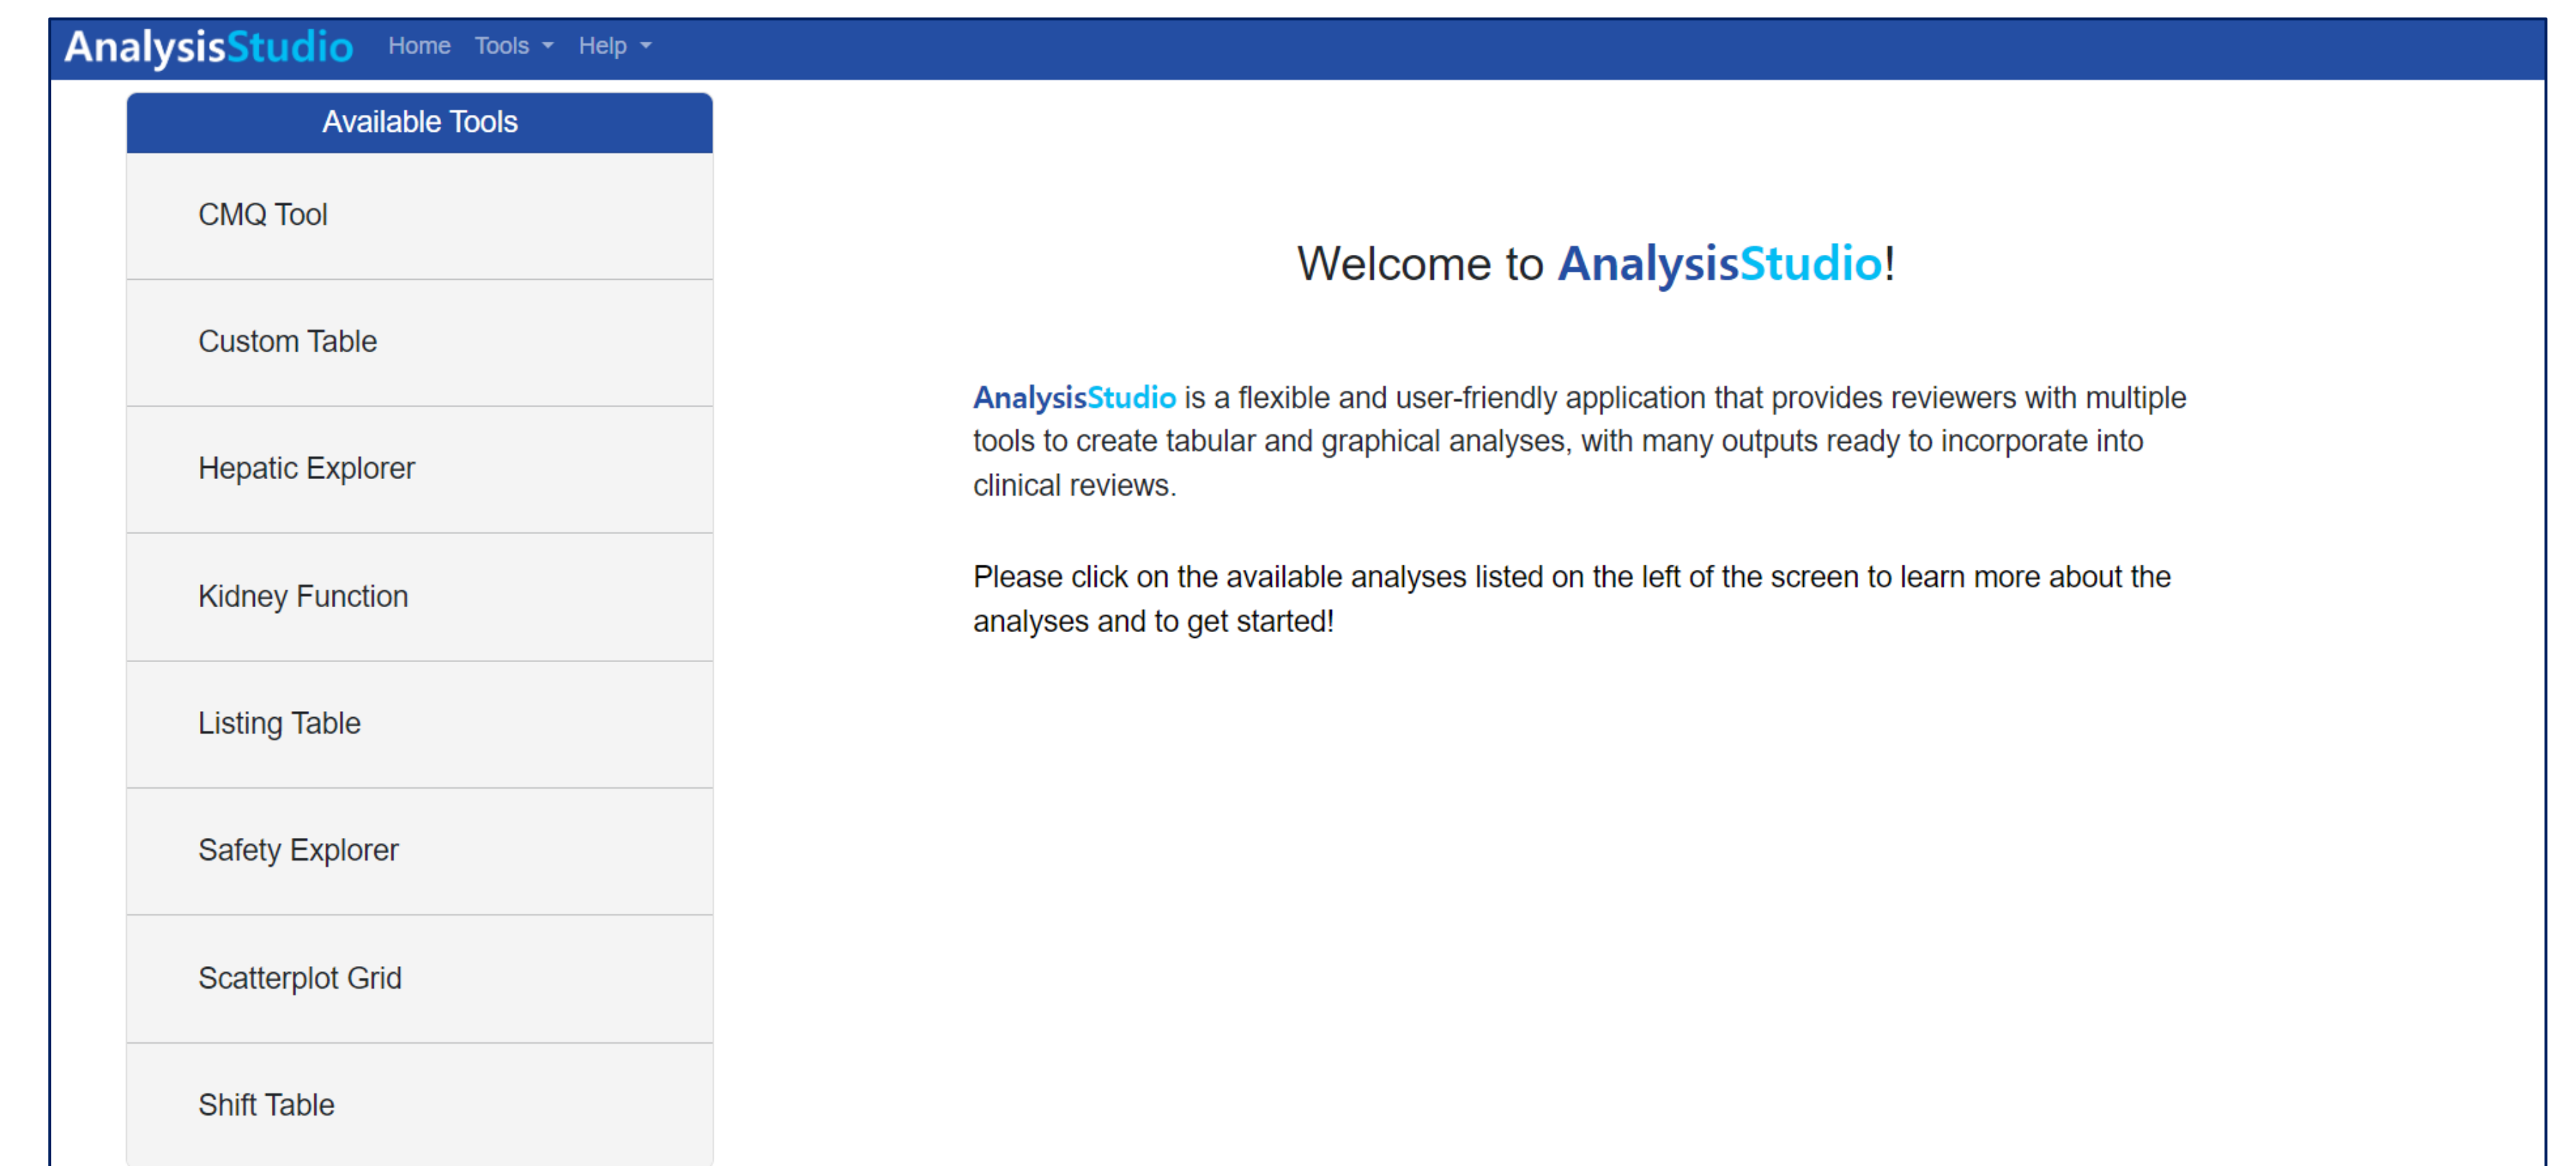 AnalysisStudio Home Tools Help
Available Tools
CMQ Tool
Custom Table
Hepatic Explorer
Kidney Function
Listing Table
Safety Explorer
Scatterplot Grid
Shift Table
Welcome to AnalysisStudio!
AnalysisStudio is a flexible and user-friendly application that provides reviewers with multiple
tools to create tabular and graphical analyses, with many outputs ready to incorporate into
clinical reviews.
Please click on the available analyses listed on the left of the screen to learn more about the
analyses and to get started!